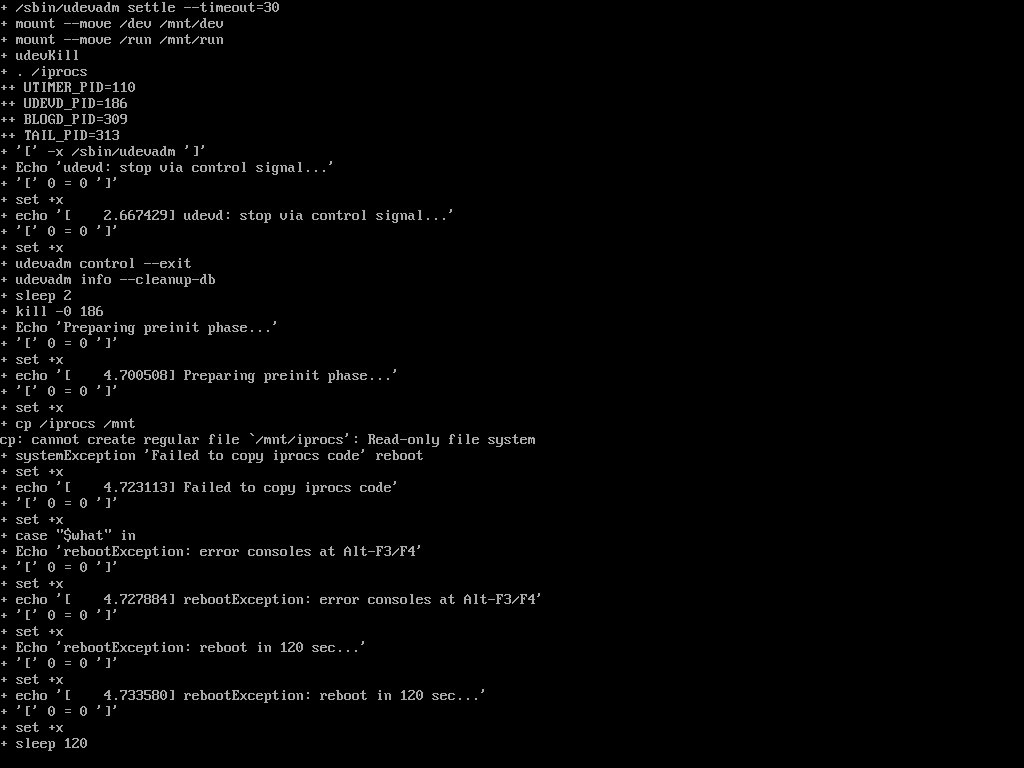 + /sbin/udevadm settle --timeout=30
+ mount --move /dev /mnt/dev
+ mount --move /run /mnt/run
+ udevKill
+ . /iprocs
++ UTIMER_PID=110
++ UDEVD_PID=186
++ BLOGD_PID=309
++ TAIL_PID=313
+ '[' -x /sbin/udevadm ']'
+ Echo 'udevd: stop via control signal...'
+ '[' 0 = 0 ']'
+ set +x
+ echo '[    2.667429] udevd: stop via control signal...'
+ '[' 0 = 0 ']'
+ set +x
+ udevadm control --exit
+ udevadm info --cleanup-db
+ sleep 2
+ kill -0 186
+ Echo 'Preparing preinit phase...'
+ '[' 0 = 0 ']'
+ set +x
+ echo '[    4.700508] Preparing preinit phase...'
+ '[' 0 = 0 ']'
+ set +x
+ cp /iprocs /mnt
cp: cannot create regular file `/mnt/iprocs': Read-only file system
+ systemException 'Failed to copy iprocs code' reboot
+ set +x
+ echo '[    4.723113] Failed to copy iprocs code'
+ '[' 0 = 0 ']'
+ set +x
+ case "$what" in
+ Echo 'rebootException: error consoles at Alt-F3/F4'
+ '[' 0 = 0 ']'
+ set +x
+ echo '[    4.727884] rebootException: error consoles at Alt-F3/F4'
+ '[' 0 = 0 ']'
+ set +x
+ Echo 'rebootException: reboot in 120 sec...'
+ '[' 0 = 0 ']'
+ set +x
+ echo '[    4.733580] rebootException: reboot in 120 sec...'
+ '[' 0 = 0 ']'
+ set +x
+ sleep 120